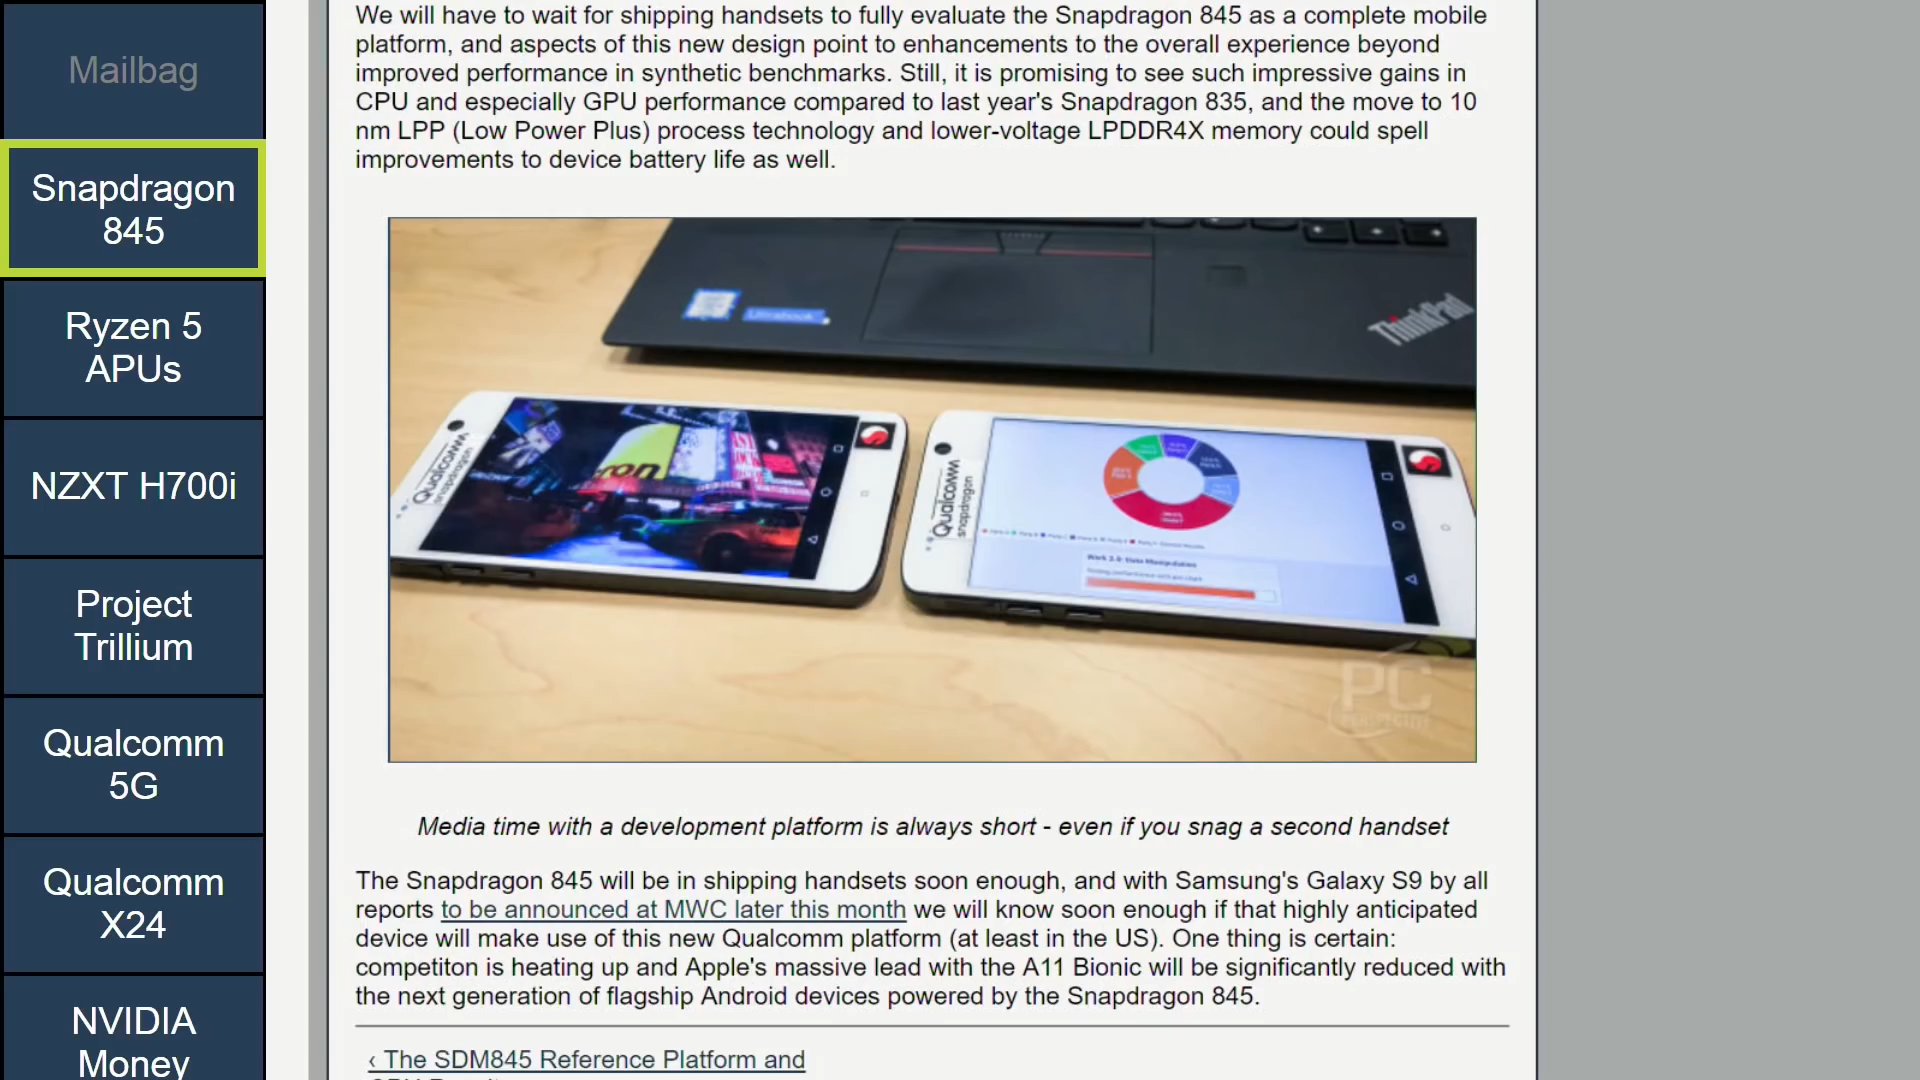 Mailbag
Snapdragon
845
Ryzen 5
APUs
NZXT H700i
Project
Trillium
Qualcomm
5G
Qualcomm
X24
NVIDIA
Money
We will have to wait for shipping handsets to fully evaluate the Snapdragon 845 as a complete mobile
platform, and aspects of this new design point to enhancements to the overall experience beyond
improved performance in synthetic benchmarks. Still, it is promising to see such impressive gains in
CPU and especially GPU performance compared to last year's Snapdragon 835, and the move to 10
nm LPP (Low Power Plus) process technology and lower-voltage LPDDR4X memory could spell
improvements to device battery life as well.
Ultrabook
ThinkPad
Qualcomm
snapdragon
Qualcomm
snapdragon
Work 2.0: Data Manipulation
PC
PERSPECTIVE
Media time with a development platform is always short - even if you snag a second handset
The Snapdragon 845 will be in shipping handsets soon enough, and with Samsung's Galaxy S9 by all
reports to be announced at MWC later this month we will know soon enough if that highly anticipated
device will make use of this new Qualcomm platform (at least in the US). One thing is certain:
competiton is heating up and Apple's massive lead with the A11 Bionic will be significantly reduced with
the next generation of flagship Android devices powered by the Snapdragon 845.
‹ The SDM845 Reference Platform and